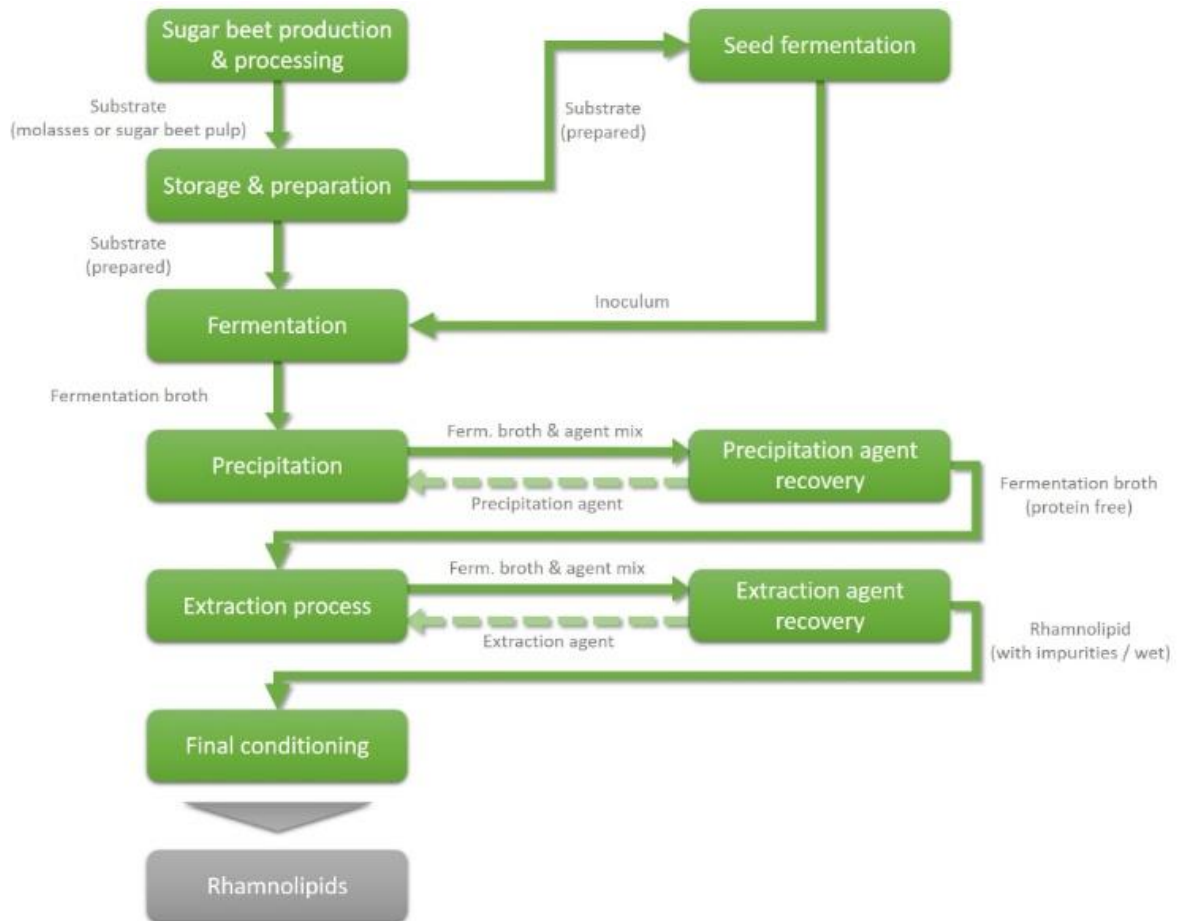 Sugar beet production
& processing
Seed fermentation
Substrate
(molasses or sugar beet pulp)
Substrate
(prepared)
Storage & preparation
Substrate
(prepared)
Inoculum
Fermentation
Fermentation broth
Precipitation
Ferm. broth & agent mix
Precipitation agent
Precipitation agent
recovery
Fermentation broth
(protein free)
Extraction process
Ferm. broth & agent mix
Extraction agent
Extraction agent
recovery
Rhamnolipid
(with impurities / wet)
Final conditioning
Rhamnolipids